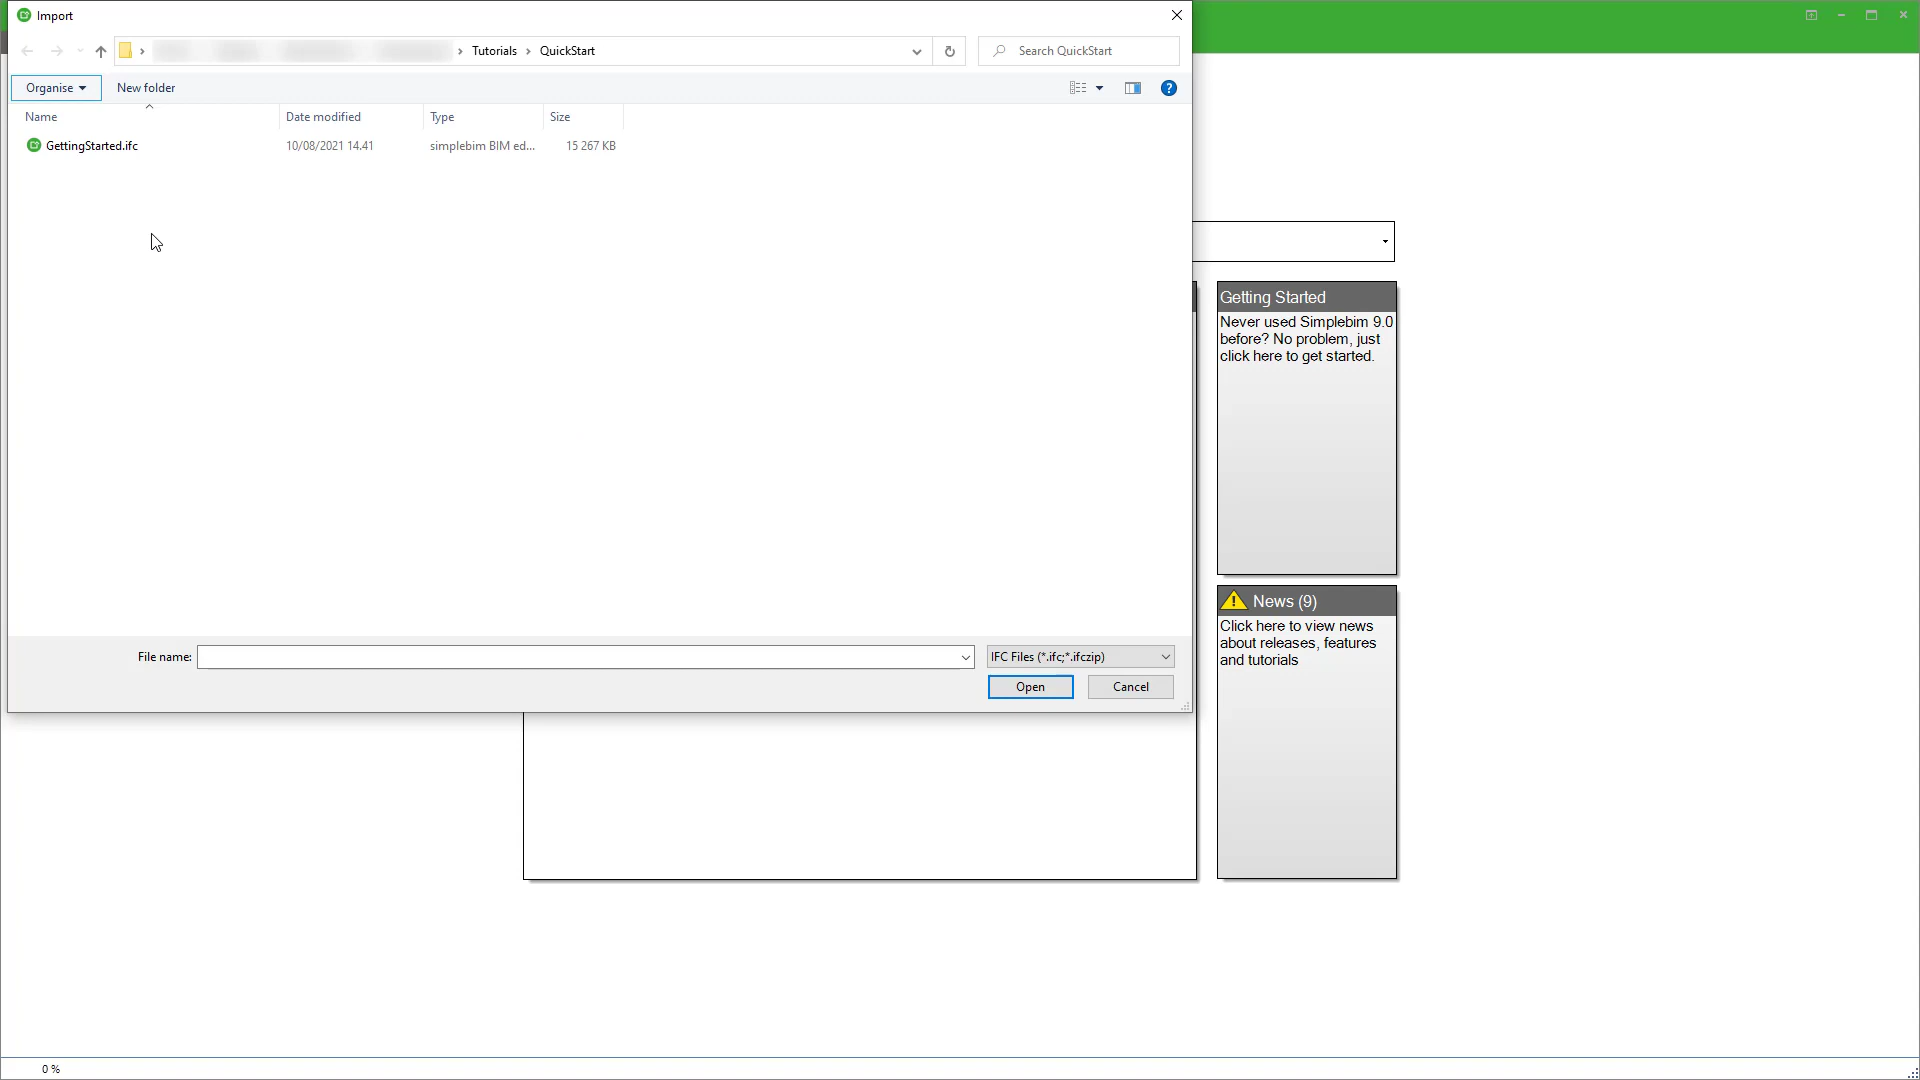 Import
Tutorials
QuickStart
Search QuickStart
Organise
New folder
Name
Date modified
Type
Size
GettingStarted.ifc
10/08/2021 14.41
simplebim BIM ed...
15 267 KB
Getting Started
Never used Simplebim 9.0
before? No problem, just
click here to get started.
File name:
IFC Files (*.ifc;*.ifczip)
Open
Cancel
News (9)
Click here to view news
about releases, features
and tutorials
0 %